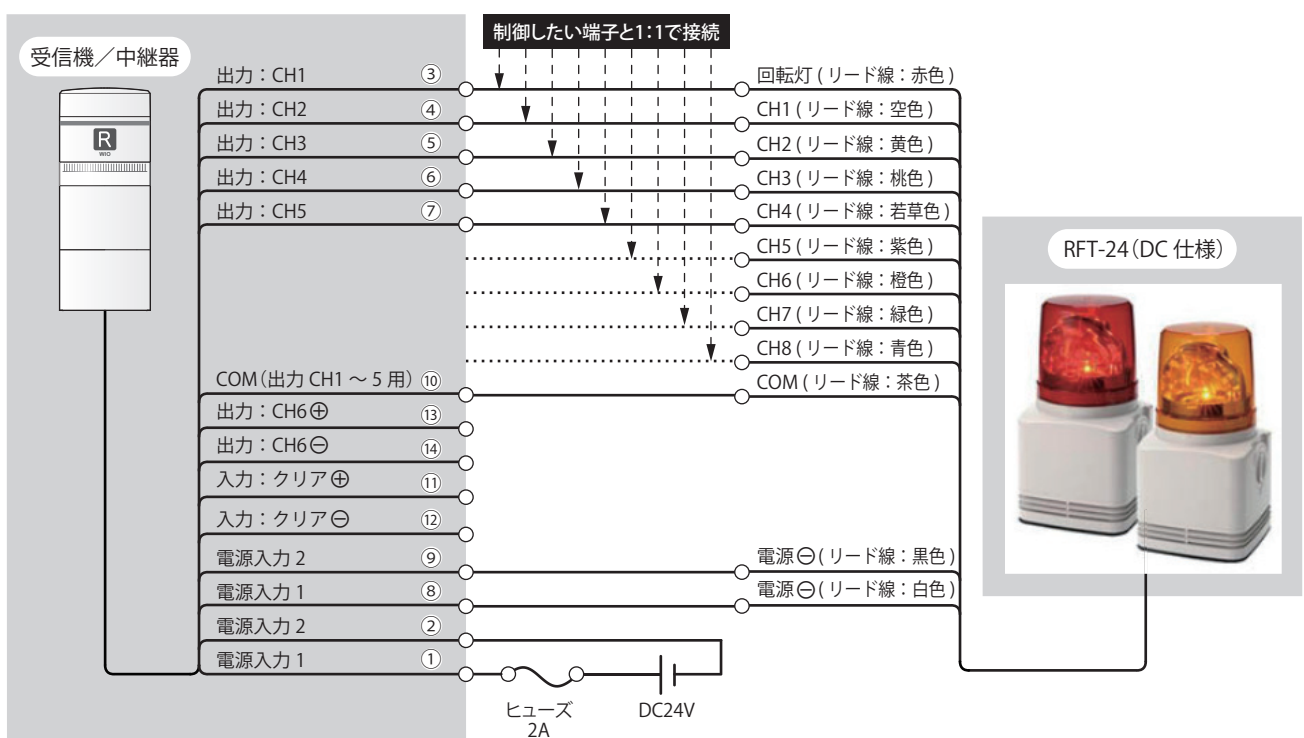 制御したい端子と1:1で接続
受信機／中継器
R
WIO
出力：CH1 ③
出力：CH2 ④
出力：CH3 ⑤
出力：CH4 ⑥
出力：CH5 ⑦
COM（出力 CH1 ～ 5 用） ⑩
出力：CH6⊕ ⑬
出力：CH6⊖ ⑭
入力：クリア⊕ ⑪
入力：クリア⊖ ⑫
電源入力 2 ⑨
電源入力 1 ⑧
電源入力 2 ②
電源入力 1 ①
回転灯 ( リード線：赤色 )
CH1 ( リード線：空色 )
CH2 ( リード線：黄色 )
CH3 ( リード線：桃色 )
CH4 ( リード線：若草色 )
CH5 ( リード線：紫色 )
CH6 ( リード線：橙色 )
CH7 ( リード線：緑色 )
CH8 ( リード線：青色 )
COM ( リード線：茶色 )
電源⊖( リード線：黒色 )
電源⊖( リード線：白色 )
ヒューズ
2A
DC24V
RFT-24（DC 仕様）